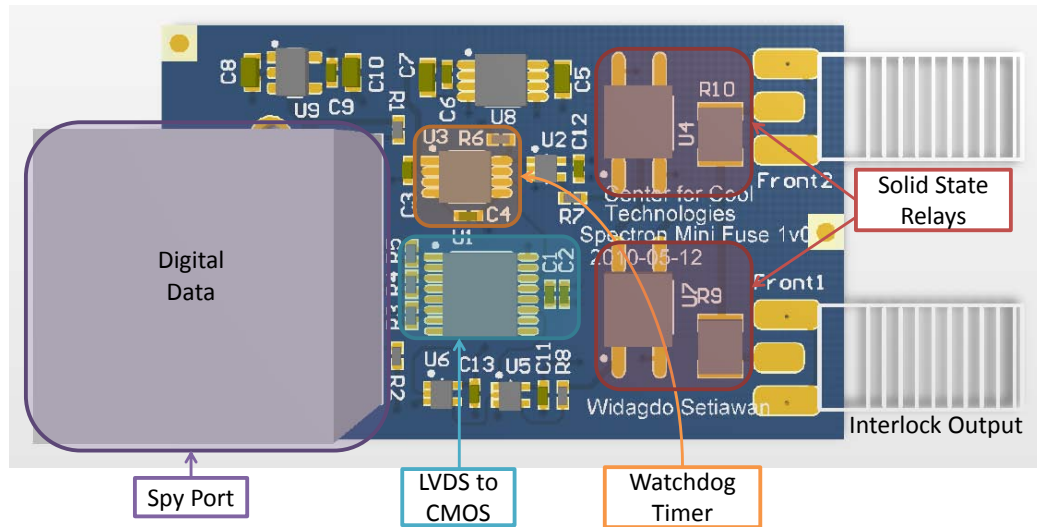 C8
U9
C9
C10
R1
C7
C6
U8
C5
U3
R6
U2
C12
R10
U4
Front2
C3
C4
R7
Center for Cool
Technologies
Spectron Mini Fuse 1v0
2010-05-12
C1
C2
U7
R9
Front1
R2
U6
C13
U5
C11
R8
Widagdo Setiawan
Digital
Data
Solid State
Relays
Interlock Output
Spy Port
LVDS to
CMOS
Watchdog
Timer